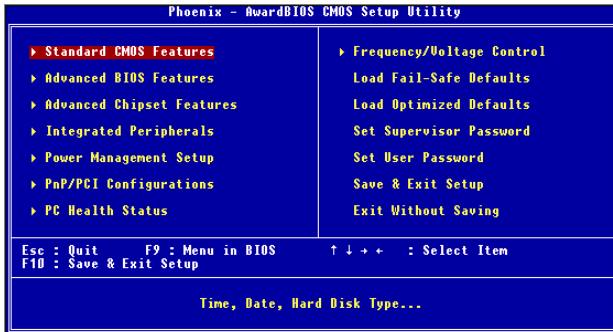 Phoenix - AwardBIOS CMOS Setup Utility
▸ Standard CMOS Features
▸ Advanced BIOS Features
▸ Advanced Chipset Features
▸ Integrated Peripherals
▸ Power Management Setup
▸ PnP/PCI Configurations
▸ PC Health Status
▸ Frequency/Voltage Control
Load Fail-Safe Defaults
Load Optimized Defaults
Set Supervisor Password
Set User Password
Save & Exit Setup
Exit Without Saving
Esc : Quit F9 : Menu in BIOS ↑ ↓ → ← : Select Item
F10 : Save & Exit Setup
Time, Date, Hard Disk Type...